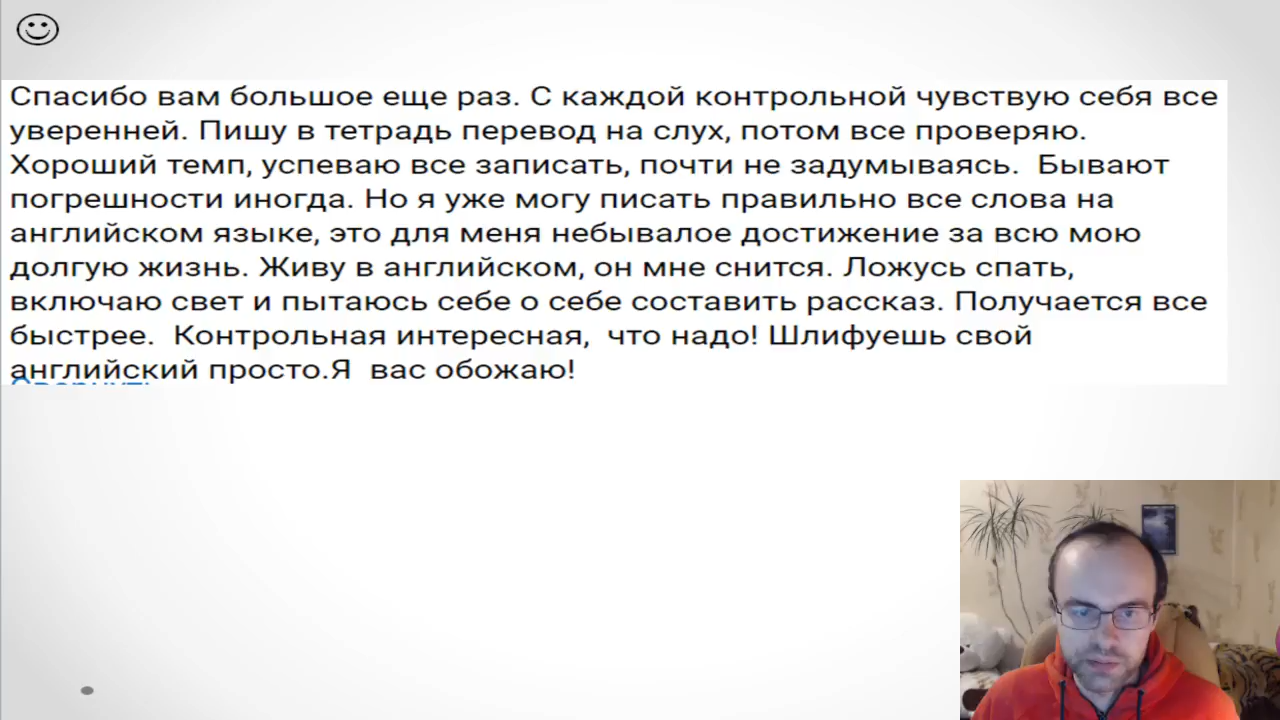 Спасибо вам большое еще раз. С каждой контрольной чувствую себя все
уверенней. Пишу в тетрадь перевод на слух, потом все проверяю.
Хороший темп, успеваю все записать, почти не задумываясь.  Бывают
погрешности иногда. Но я уже могу писать правильно все слова на
английском языке, это для меня небывалое достижение за всю мою
долгую жизнь. Живу в английском, он мне снится. Ложусь спать,
включаю свет и пытаюсь себе о себе составить рассказ. Получается все
быстрее.  Контрольная интересная,  что надо! Шлифуешь свой
английский просто.Я  вас обожаю!